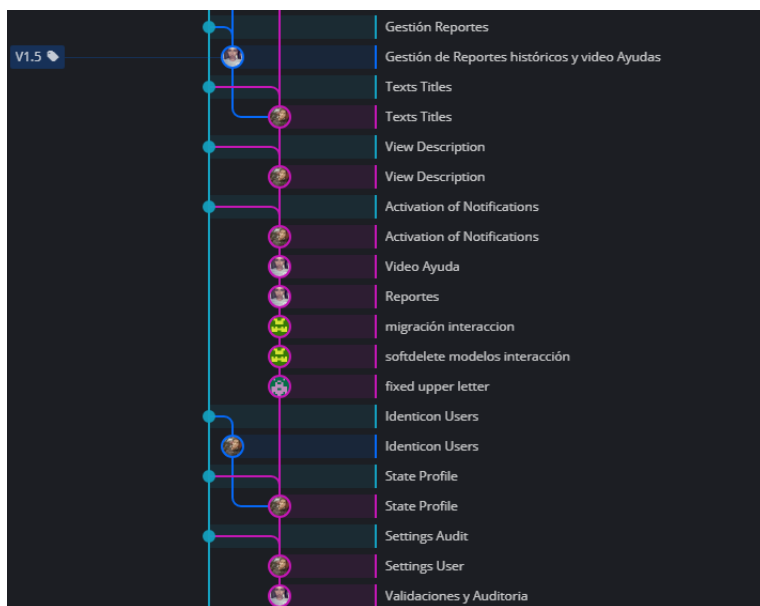 Gestión Reportes
V1.5
Gestión de Reportes históricos y video Ayudas
Texts Titles
Texts Titles
View Description
View Description
Activation of Notifications
Activation of Notifications
Video Ayuda
Reportes
migración interaccion
softdelete modelos interacción
fixed upper letter
Identicon Users
Identicon Users
State Profile
State Profile
Settings Audit
Settings User
Validaciones y Auditoria